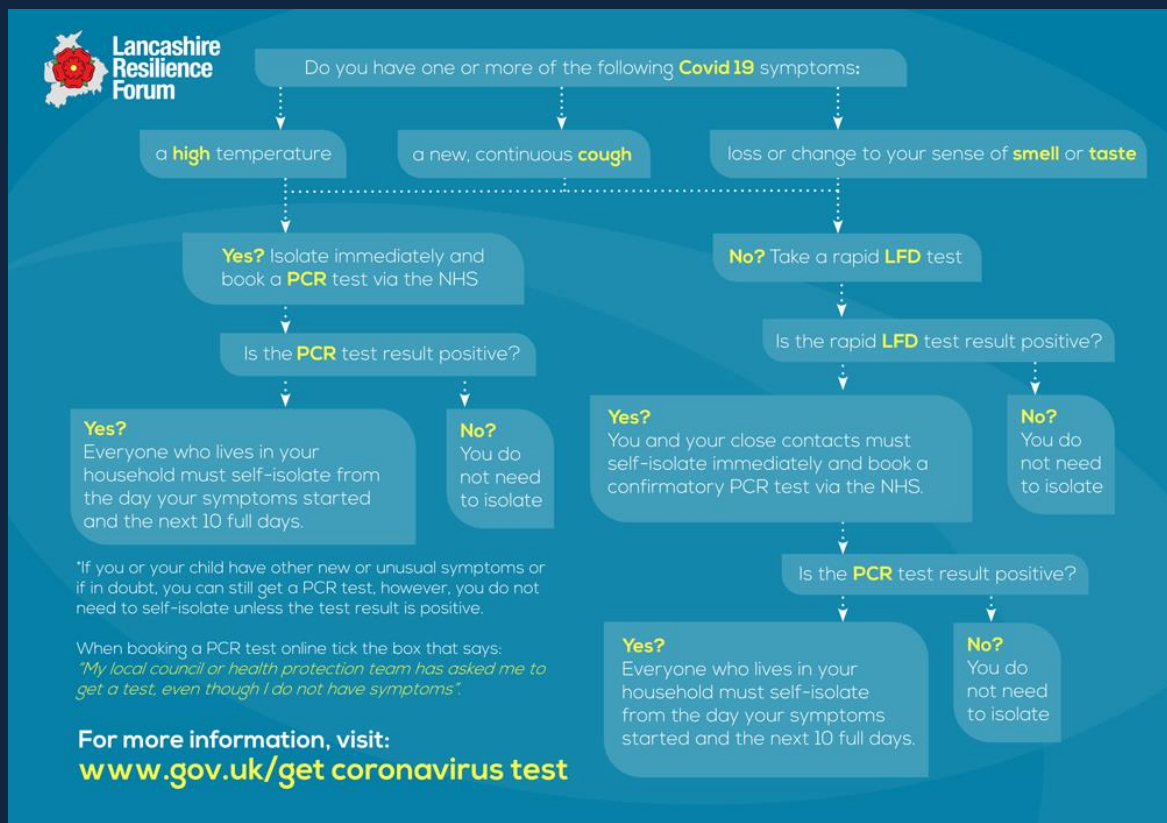 Lancashire
Resilience
Forum
Do you have one or more of the following Covid 19 symptoms:
a high temperature
a new, continuous cough
loss or change to your sense of smell or taste
Yes? Isolate immediately and
book a PCR test via the NHS
Is the PCR test result positive?
Yes?
Everyone who lives in your
household must self-isolate from
the day your symptoms started
and the next 10 full days.
No?
You do
not need
to isolate
No? Take a rapid LFD test
Is the rapid LFD test result positive?
Yes?
You and your close contacts must
self-isolate immediately and book a
confirmatory PCR test via the NHS.
No?
You do
not need
to isolate
Is the PCR test result positive?
Yes?
Everyone who lives in your
household must self-isolate
from the day your symptoms
started and the next 10 full days.
No?
You do
not need
to isolate
*If you or your child have other new or unusual symptoms or
if in doubt, you can still get a PCR test, however, you do not
need to self-isolate unless the test result is positive.
When booking a PCR test online tick the box that says:
"My local council or health protection team has asked me to
get a test, even though I do not have symptoms".
For more information, visit:
www.gov.uk/get coronavirus test